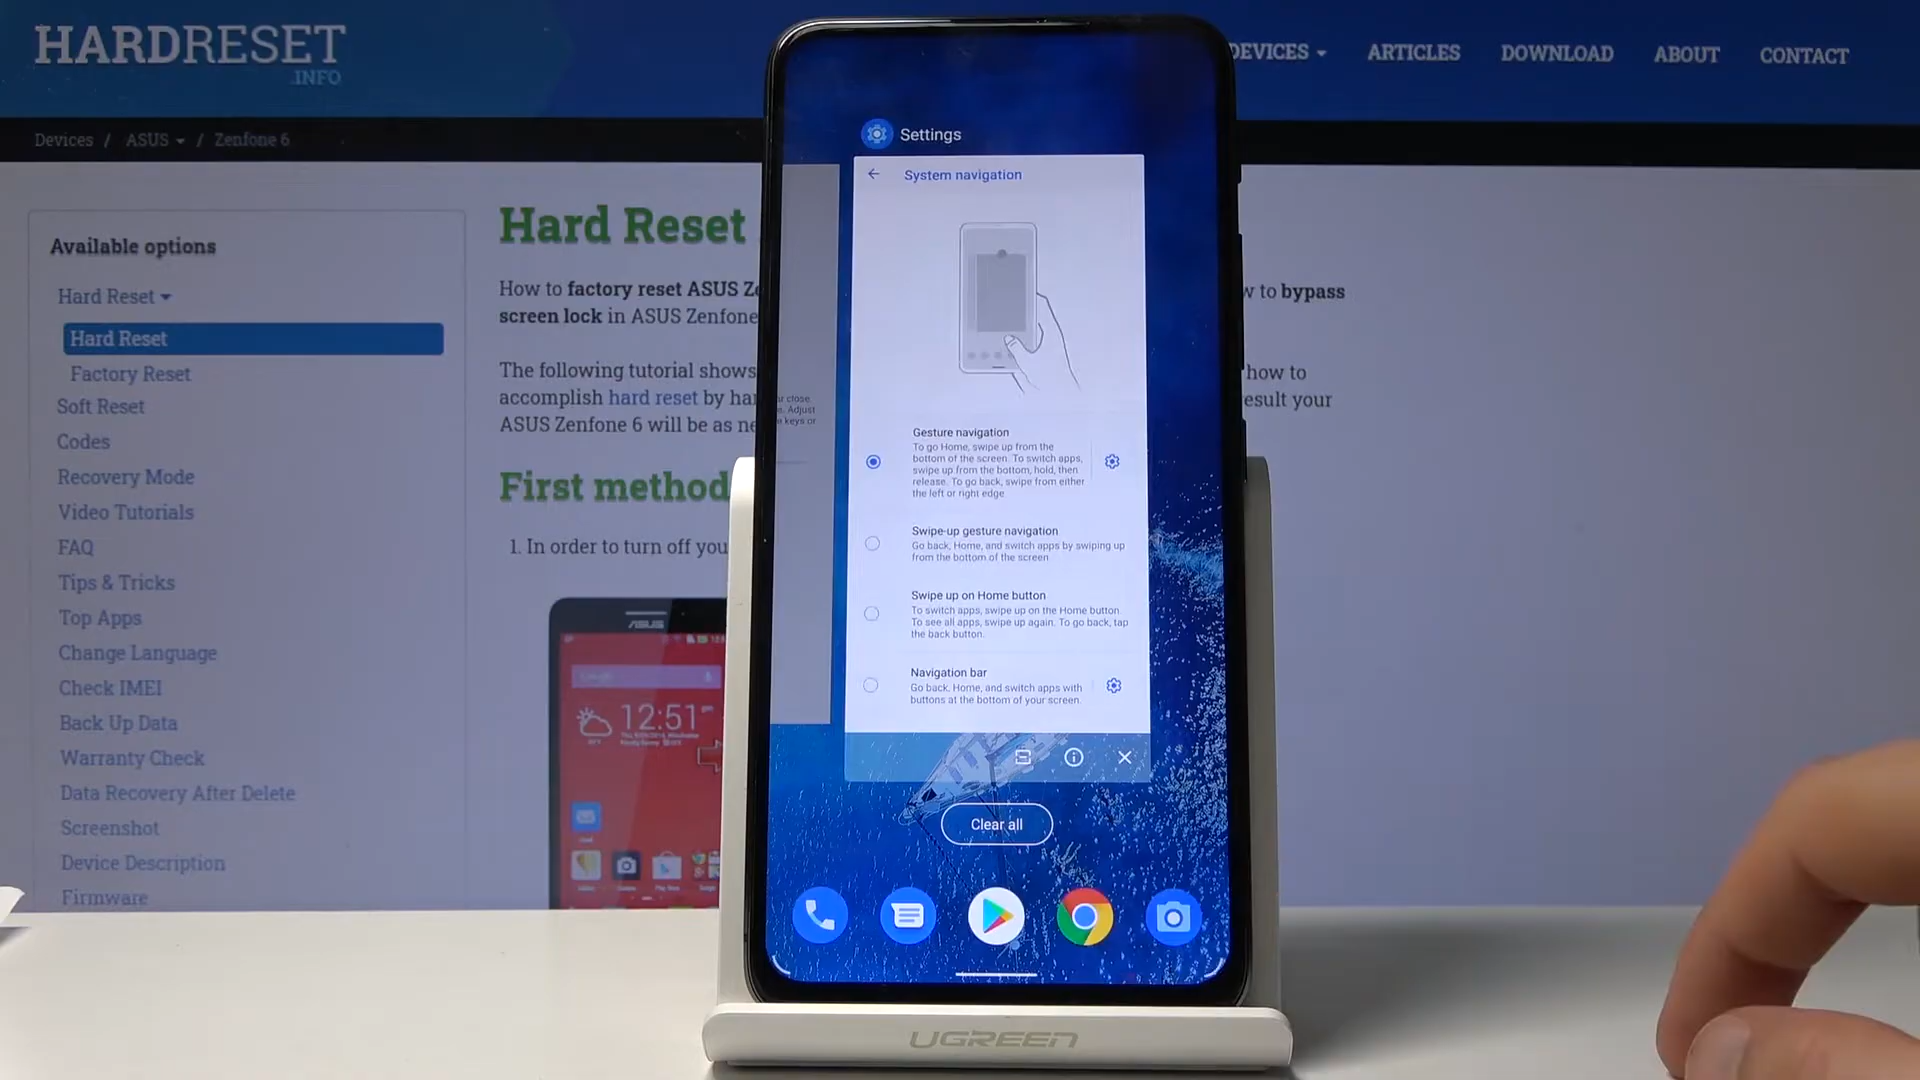 HARDRESET
.INFO
DEVICES
ARTICLES
DOWNLOAD
ABOUT
CONTACT
Devices / ASUS / Zenfone 6
Available options
Hard Reset
Hard Reset
Factory Reset
Soft Reset
Codes
Recovery Mode
Video Tutorials
FAQ
Tips & Tricks
Top Apps
Change Language
Check IMEI
Back Up Data
Warranty Check
Data Recovery After Delete
Screenshot
Device Description
Firmware
Hard Reset
How to factory reset ASUS Ze
to bypass
screen lock in ASUS Zenfone
The following tutorial shows
how to
accomplish hard reset by har
esult your
ASUS Zenfone 6 will be as ne
First method
1. In order to turn off you
ASUS
12:51
Settings
System navigation
Gesture navigation
To go Home, swipe up from the
bottom of the screen. To switch apps,
swipe up from the bottom, hold, then
release. To go back, swipe from either
the left or right edge.
Swipe-up gesture navigation
Go back, Home, and switch apps by swiping up
from the bottom of the screen
Swipe up on Home button
To switch apps, swipe up on the Home button.
To see all apps, swipe up again. To go back, tap
the back button.
Navigation bar
Go back, Home, and switch apps with
buttons at the bottom of your screen.
close.
Adjust
keys or
Clear all
UGREEN